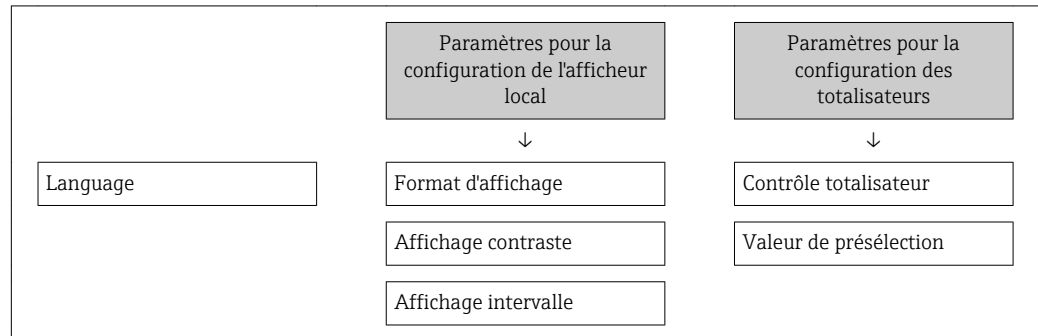 Paramètres pour la
configuration de l'afficheur
local
Paramètres pour la
configuration des
totalisateurs
↓
↓
Language
Format d'affichage
Contrôle totalisateur
Affichage contraste
Valeur de présélection
Affichage intervalle